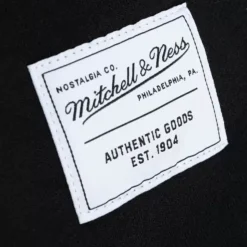 NOSTALGIA CO.
Mitchell & Ness
PHILADELPHIA, PA.
AUTHENTIC GOODS
EST. 1904